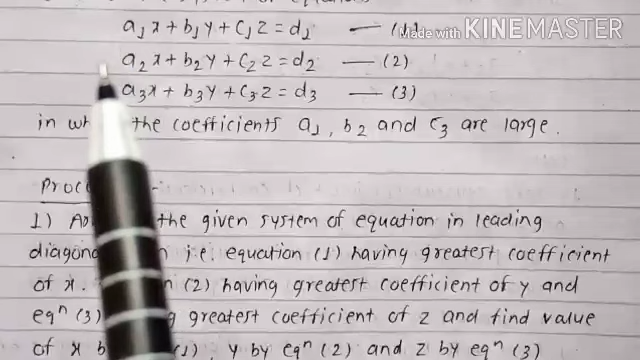 a1x + b1y + c1z = d1 — (1)
Made With KINEMASTER
a2x + b2y + c2z = d2 — (2)
a3x + b3y + c3z = d3 — (3)
in the coefficients a1, b2 and c3 are large.
1) the given system of equation in leading
i.e. equation (1) having greatest coefficient
of x. (2) having greatest coefficient of y and
eqn (3) greatest coefficient of z and find value
of x (1), y by eqn (2) and z by eqn (3)